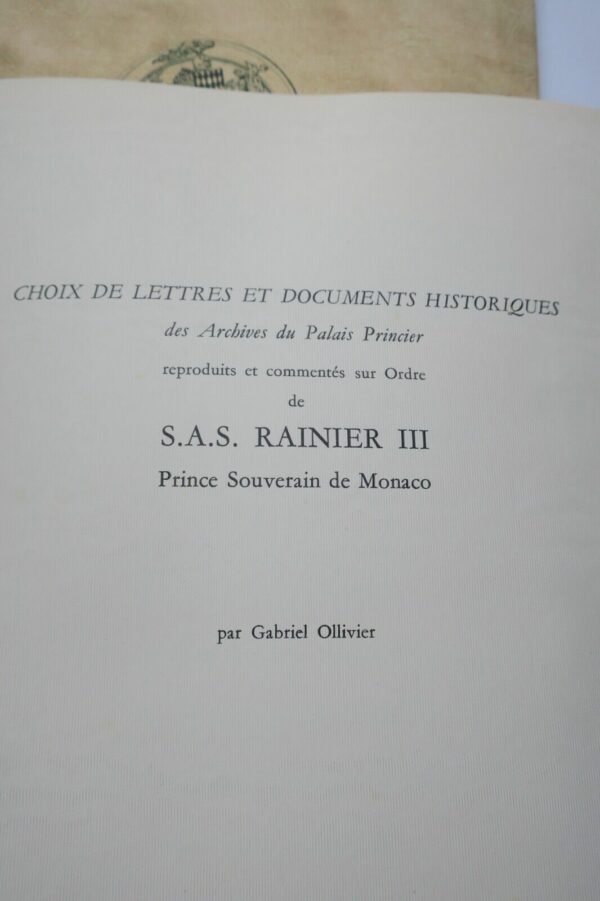 CHOIX DE LETTRES ET DOCUMENTS HISTORIQUES
des Archives du Palais Princier
reproduits et commentés sur Ordre
de
S.A.S. RAINIER III
Prince Souverain de Monaco
par Gabriel Ollivier